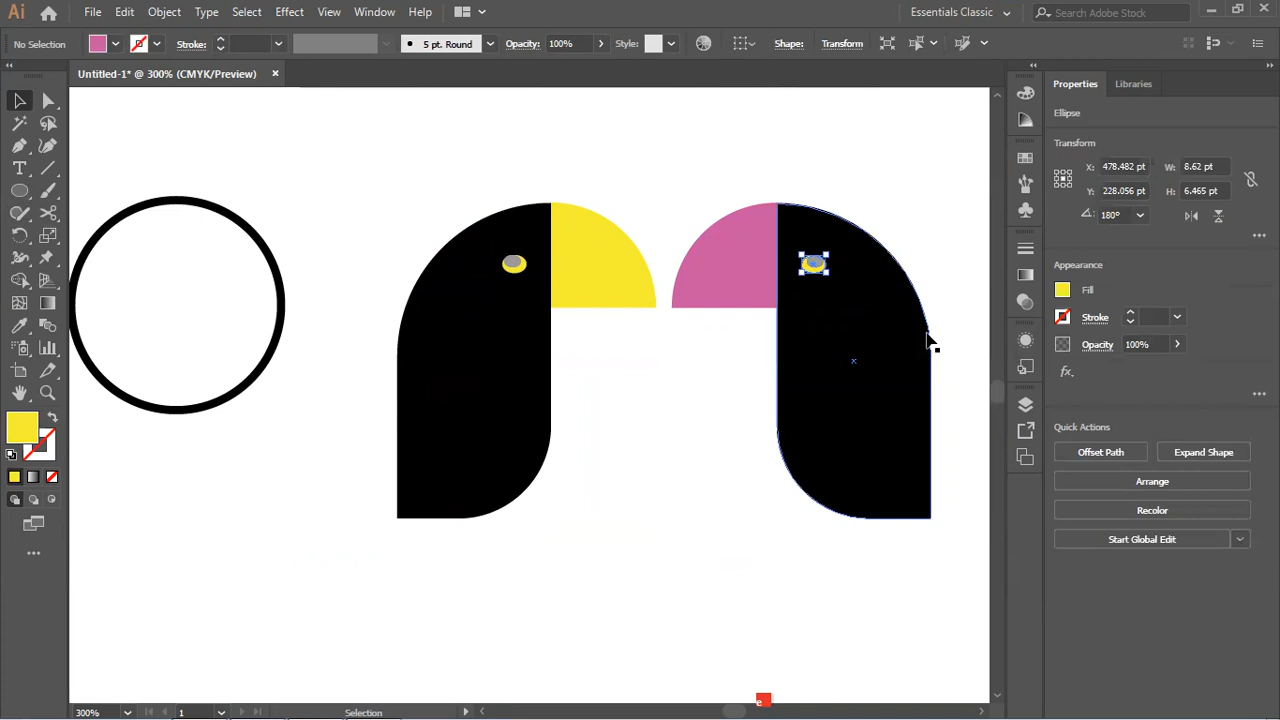 Ai File Edit Object Type Select Effect View Window Help Essentials Classic Search Adobe Stock
No Selection Stroke: 5 pt. Round Opacity: 100% Style: Shape: Transform
Untitled-1* @ 300% (CMYK/Preview) ×
Properties Libraries
Ellipse
Transform
X: 478.482 pt W: 8.62 pt
Y: 228.056 pt H: 6.465 pt
180°
Appearance
Fill
Stroke
Opacity 100%
fx
Quick Actions
Offset Path Expand Shape
Arrange
Recolor
Start Global Edit
e
300% 1 Selection